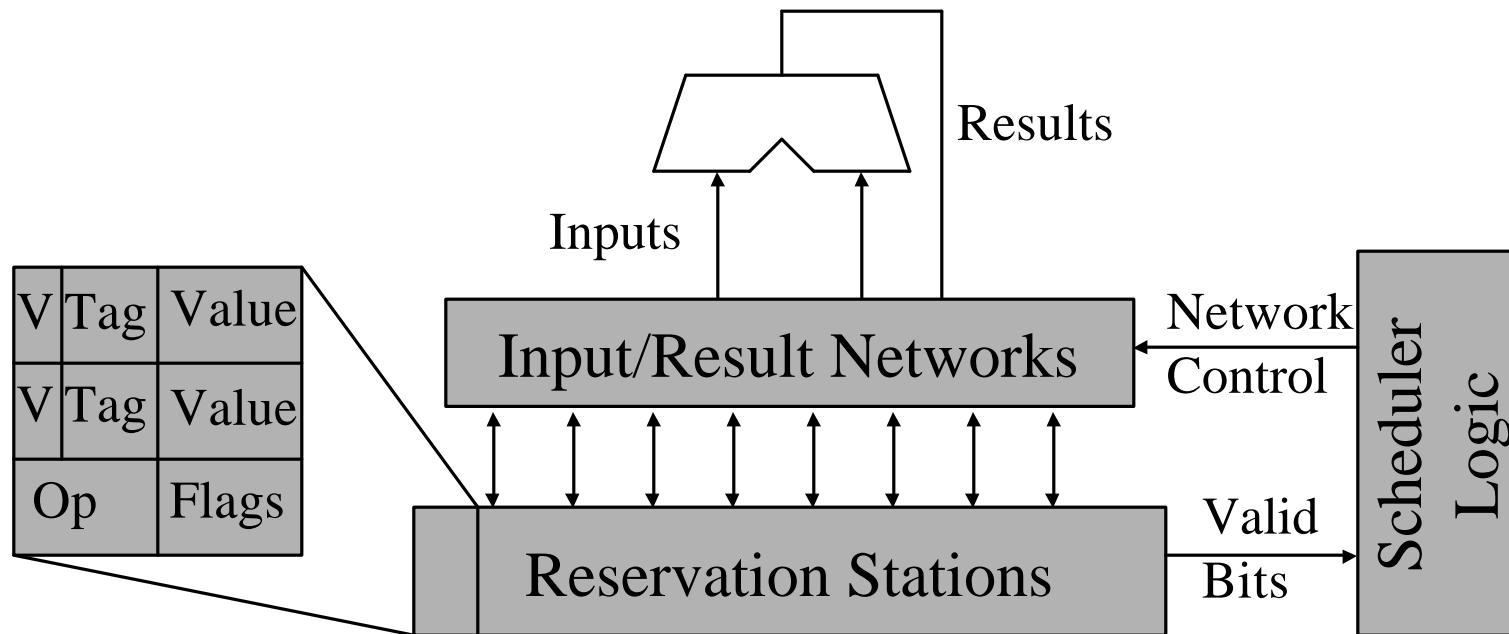 Results
Inputs
V Tag Value
V Tag Value
Op Flags
Input/Result Networks
Network
Control
Reservation Stations
Valid
Bits
Scheduler
Logic